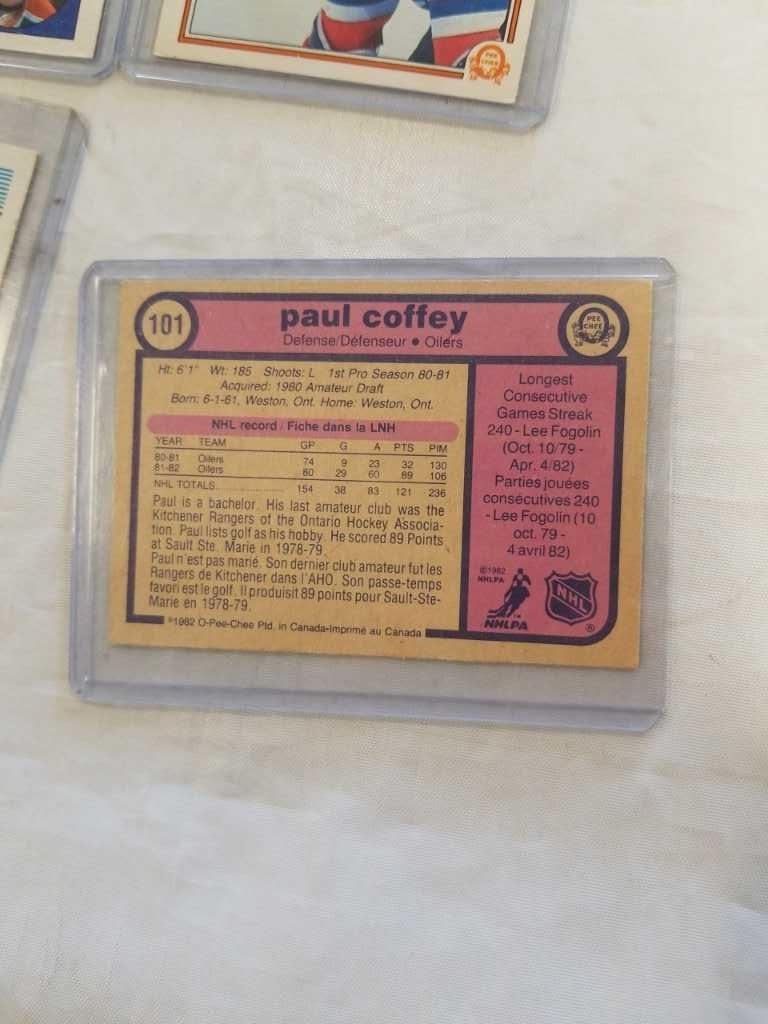 PEE CHEE
101
paul coffey
PEE CHEE
Defense/Défenseur • Oilers
Ht: 6'1" Wt: 185 Shoots: L 1st Pro Season 80-81
Acquired: 1980 Amateur Draft
Born: 6-1-61, Weston, Ont. Home: Weston, Ont.
NHL record / Fiche dans la LNH
YEAR TEAM GP G A PTS PIM
80-81 Oilers 74 9 23 32 130
81-82 Oilers 80 29 60 89 106
NHL TOTALS 154 38 83 121 236
Paul is a bachelor. His last amateur club was the
Kitchener Rangers of the Ontario Hockey Associa-
tion. Paul lists golf as his hobby. He scored 89 Points
at Sault Ste. Marie in 1978-79.
Paul n'est pas marié. Son dernier club amateur fut les
Rangers de Kitchener dans l'AHO. Son passe-temps
favori est le golf. Il produisit 89 points pour Sault-Ste-
Marie en 1978-79.
©1982 O-Pee-Chee Ptd. in Canada-Imprimé au Canada
Longest
Consecutive
Games Streak
240 - Lee Fogolin
(Oct. 10/79 -
Apr. 4/82)
Parties jouées
consécutives 240
- Lee Fogolin (10
oct. 79 -
4 avril 82)
©1982
NHLPA
NHLPA
NHL
®